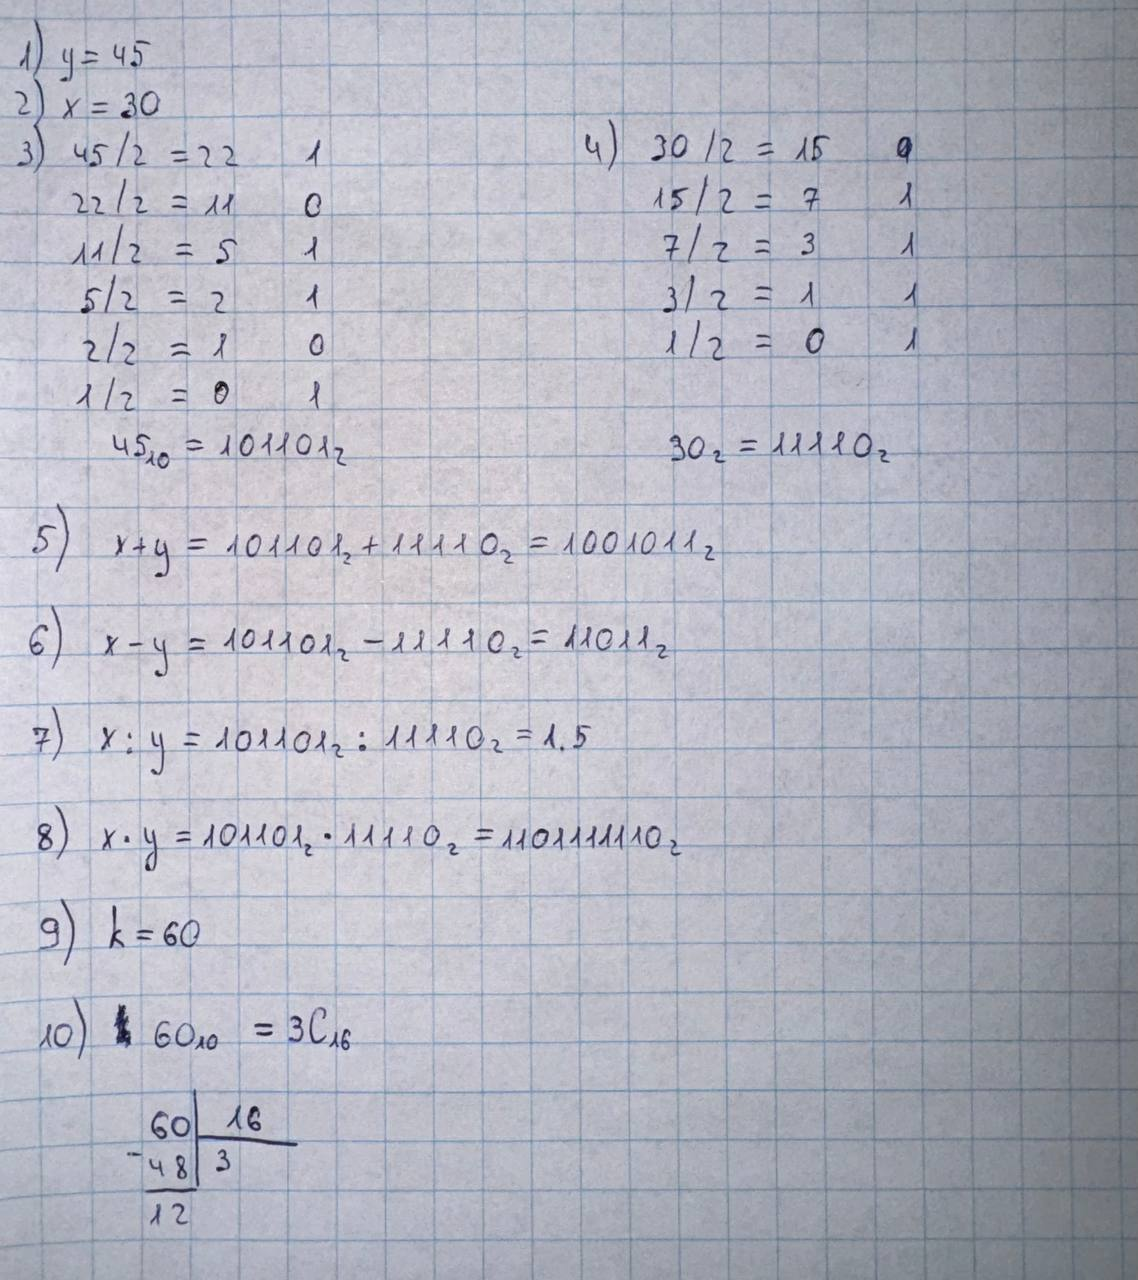 1) y = 45
2) x = 30
3) 45/2 = 22 1
22/2 = 11 0
11/2 = 5 1
5/2 = 2 1
2/2 = 1 0
1/2 = 0 1
45₁₀ = 101101₂
4) 30/2 = 15 0
15/2 = 7 1
7/2 = 3 1
3/2 = 1 1
1/2 = 0 1
30₂ = 11110₂
5) x+y = 101101₂ + 11110₂ = 1001011₂
6) x - y = 101101₂ - 11110₂ = 11011₂
7) x : y = 101101₂ : 11110₂ = 1.5
8) x · y = 101101₂ · 11110₂ = 1101111110₂
9) k = 60
10) 60₁₀ = 3C₁₆
60 16
-48 3
12